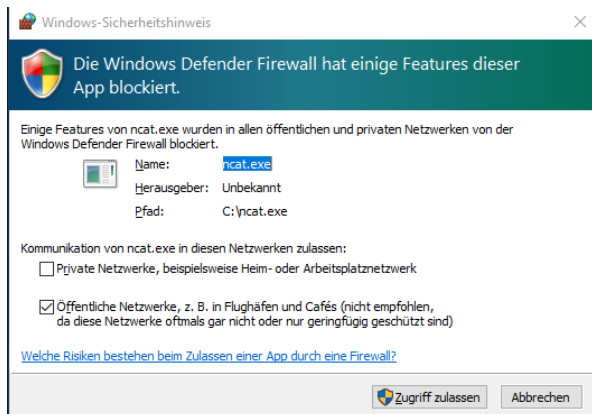 Windows-Sicherheitshinweis
Die Windows Defender Firewall hat einige Features dieser
App blockiert.
Einige Features von ncat.exe wurden in allen öffentlichen und privaten Netzwerken von der
Windows Defender Firewall blockiert.
Name: ncat.exe
Herausgeber: Unbekannt
Pfad: C:\ncat.exe
Kommunikation von ncat.exe in diesen Netzwerken zulassen:
Private Netzwerke, beispielsweise Heim- oder Arbeitsplatznetzwerk
Öffentliche Netzwerke, z. B. in Flughäfen und Cafés (nicht empfohlen,
da diese Netzwerke oftmals gar nicht oder nur geringfügig geschützt sind)
Welche Risiken bestehen beim Zulassen einer App durch eine Firewall?
Zugriff zulassen Abbrechen